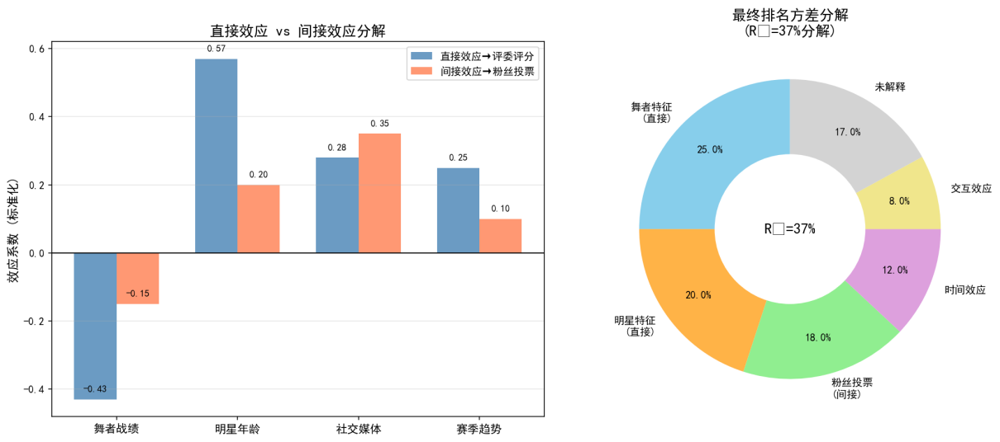 直接效应 vs 间接效应分解
直接效应→评委评分
间接效应→粉丝投票
效应系数 (标准化)
0.6
0.4
0.2
0.0
−0.2
−0.4
-0.43
-0.15
0.57
0.20
0.28
0.35
0.25
0.10
舞者战绩
明星年龄
社交媒体
赛季趋势
最终排名方差分解
(R□=37%分解)
未解释
17.0%
舞者特征
(直接)
25.0%
交互效应
8.0%
R□=37%
12.0%
时间效应
20.0%
明星特征
(直接)
18.0%
粉丝投票
(间接)